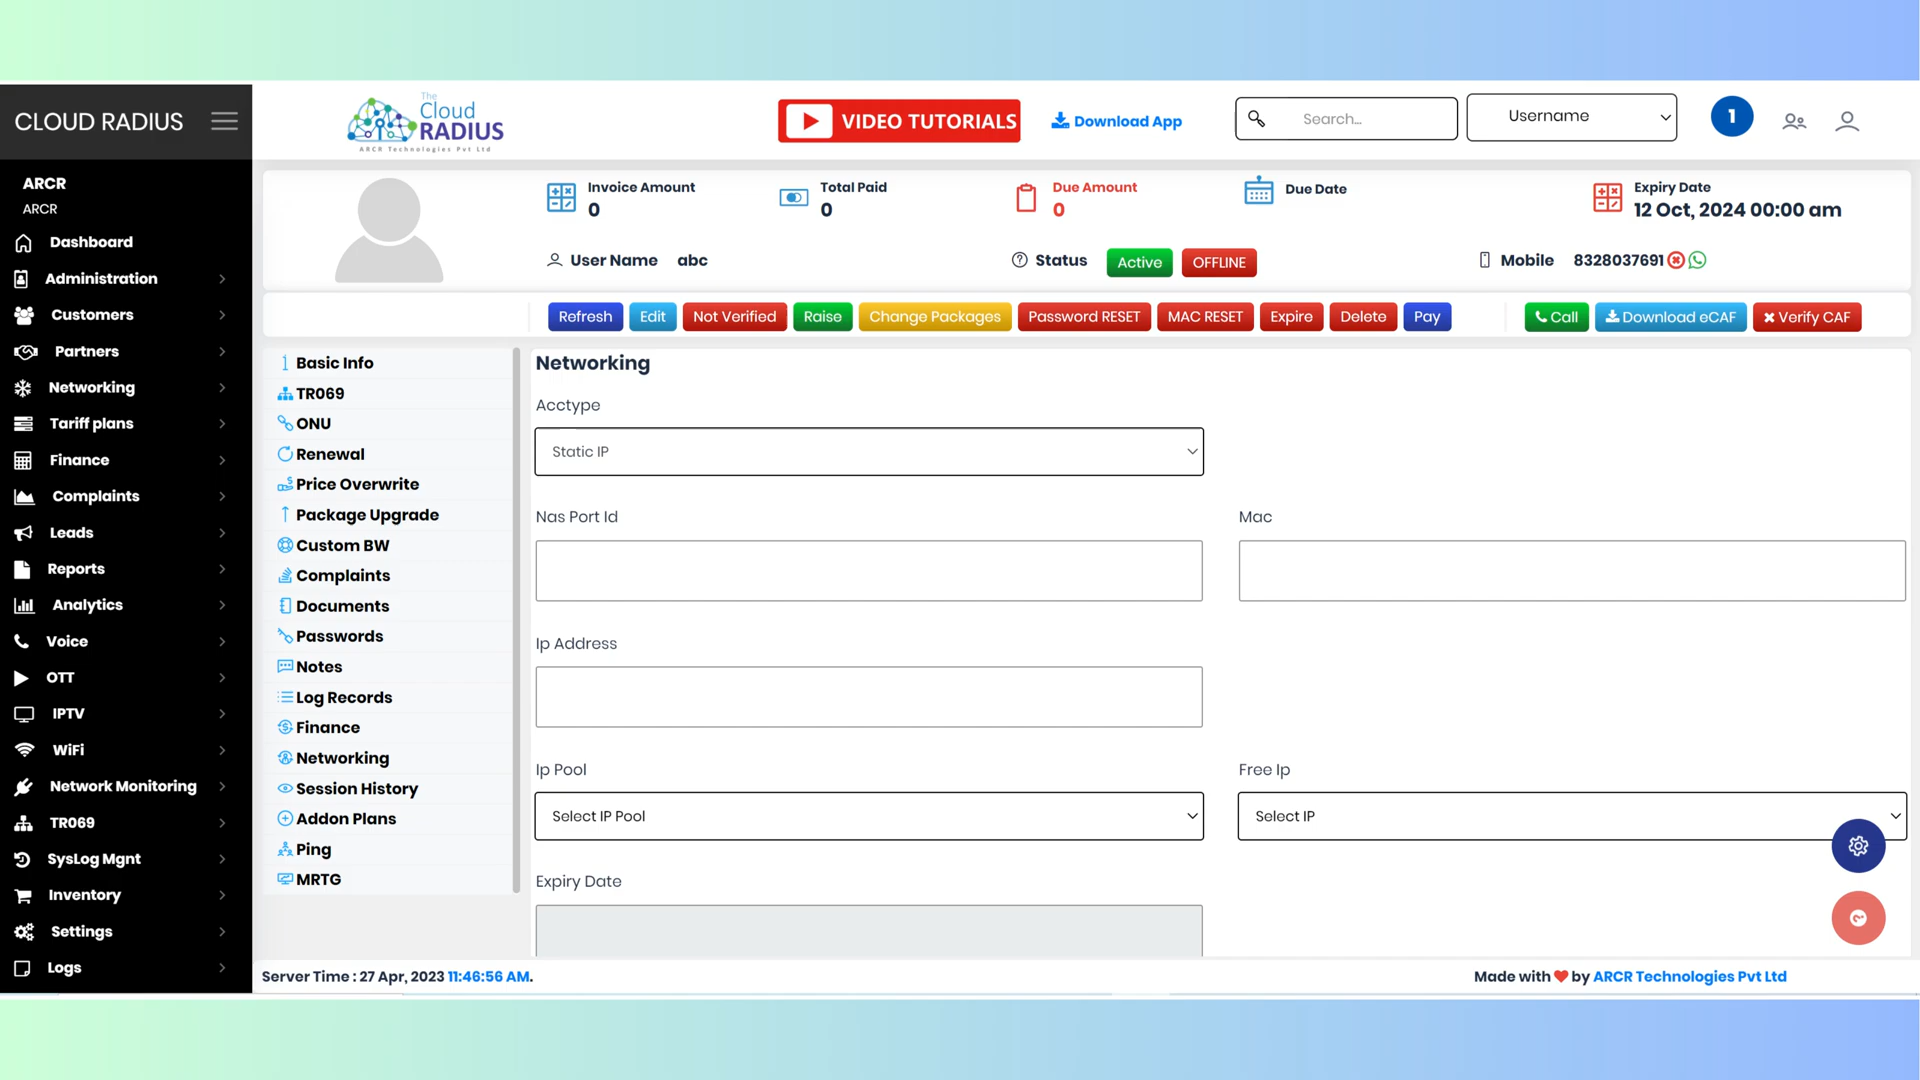 CLOUD RADIUS
The
Cloud
RADIUS
ARCR Technologies Pvt Ltd
VIDEO TUTORIALS
Download App
Search...
Username
1
ARCR
ARCR
Dashboard
Administration
Customers
Partners
Networking
Tariff plans
Finance
Complaints
Leads
Reports
Analytics
Voice
OTT
IPTV
WiFi
Network Monitoring
TR069
SysLog Mgnt
Inventory
Settings
Logs
Invoice Amount
0
Total Paid
0
Due Amount
0
Due Date
Expiry Date
12 Oct, 2024 00:00 am
User Name abc
Status Active OFFLINE
Mobile 8328037691
Refresh Edit Not Verified Raise Change Packages Password RESET MAC RESET Expire Delete Pay
Call Download eCAF Verify CAF
Basic Info
TR069
ONU
Renewal
Price Overwrite
Package Upgrade
Custom BW
Complaints
Documents
Passwords
Notes
Log Records
Finance
Networking
Session History
Addon Plans
Ping
MRTG
Networking
Acctype
Static IP
Nas Port Id
Mac
Ip Address
Ip Pool
Select IP Pool
Free Ip
Select IP
Expiry Date
Server Time : 27 Apr, 2023 11:46:56 AM.
Made with ❤ by ARCR Technologies Pvt Ltd